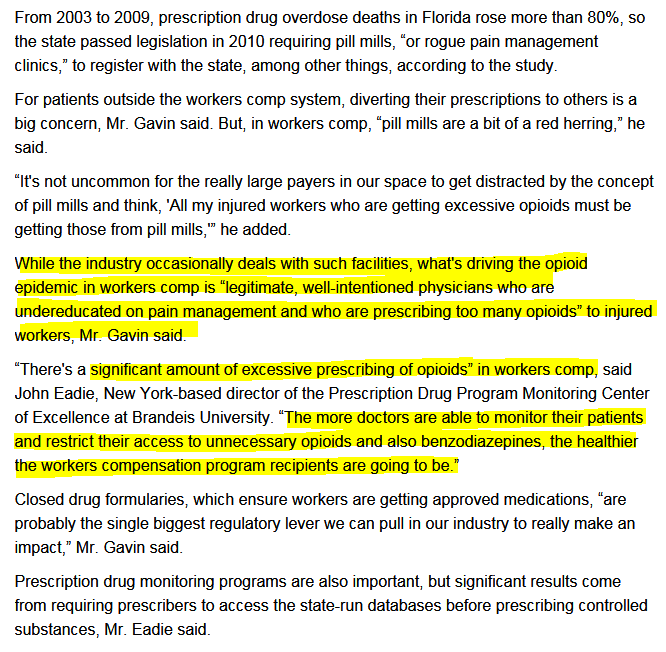 From 2003 to 2009, prescription drug overdose deaths in Florida rose more than 80%, so
the state passed legislation in 2010 requiring pill mills, “or rogue pain management
clinics,” to register with the state, among other things, according to the study.
For patients outside the workers comp system, diverting their prescriptions to others is a
big concern, Mr. Gavin said. But, in workers comp, “pill mills are a bit of a red herring,” he
said.
“It's not uncommon for the really large payers in our space to get distracted by the concept
of pill mills and think, 'All my injured workers who are getting excessive opioids must be
getting those from pill mills,'” he added.
While the industry occasionally deals with such facilities, what's driving the opioid
epidemic in workers comp is “legitimate, well-intentioned physicians who are
undereducated on pain management and who are prescribing too many opioids” to injured
workers, Mr. Gavin said.
“There's a significant amount of excessive prescribing of opioids” in workers comp, said
John Eadie, New York-based director of the Prescription Drug Program Monitoring Center
of Excellence at Brandeis University. “The more doctors are able to monitor their patients
and restrict their access to unnecessary opioids and also benzodiazepines, the healthier
the workers compensation program recipients are going to be.”
Closed drug formularies, which ensure workers are getting approved medications, “are
probably the single biggest regulatory lever we can pull in our industry to really make an
impact,” Mr. Gavin said.
Prescription drug monitoring programs are also important, but significant results come
from requiring prescribers to access the state-run databases before prescribing controlled
substances, Mr. Eadie said.